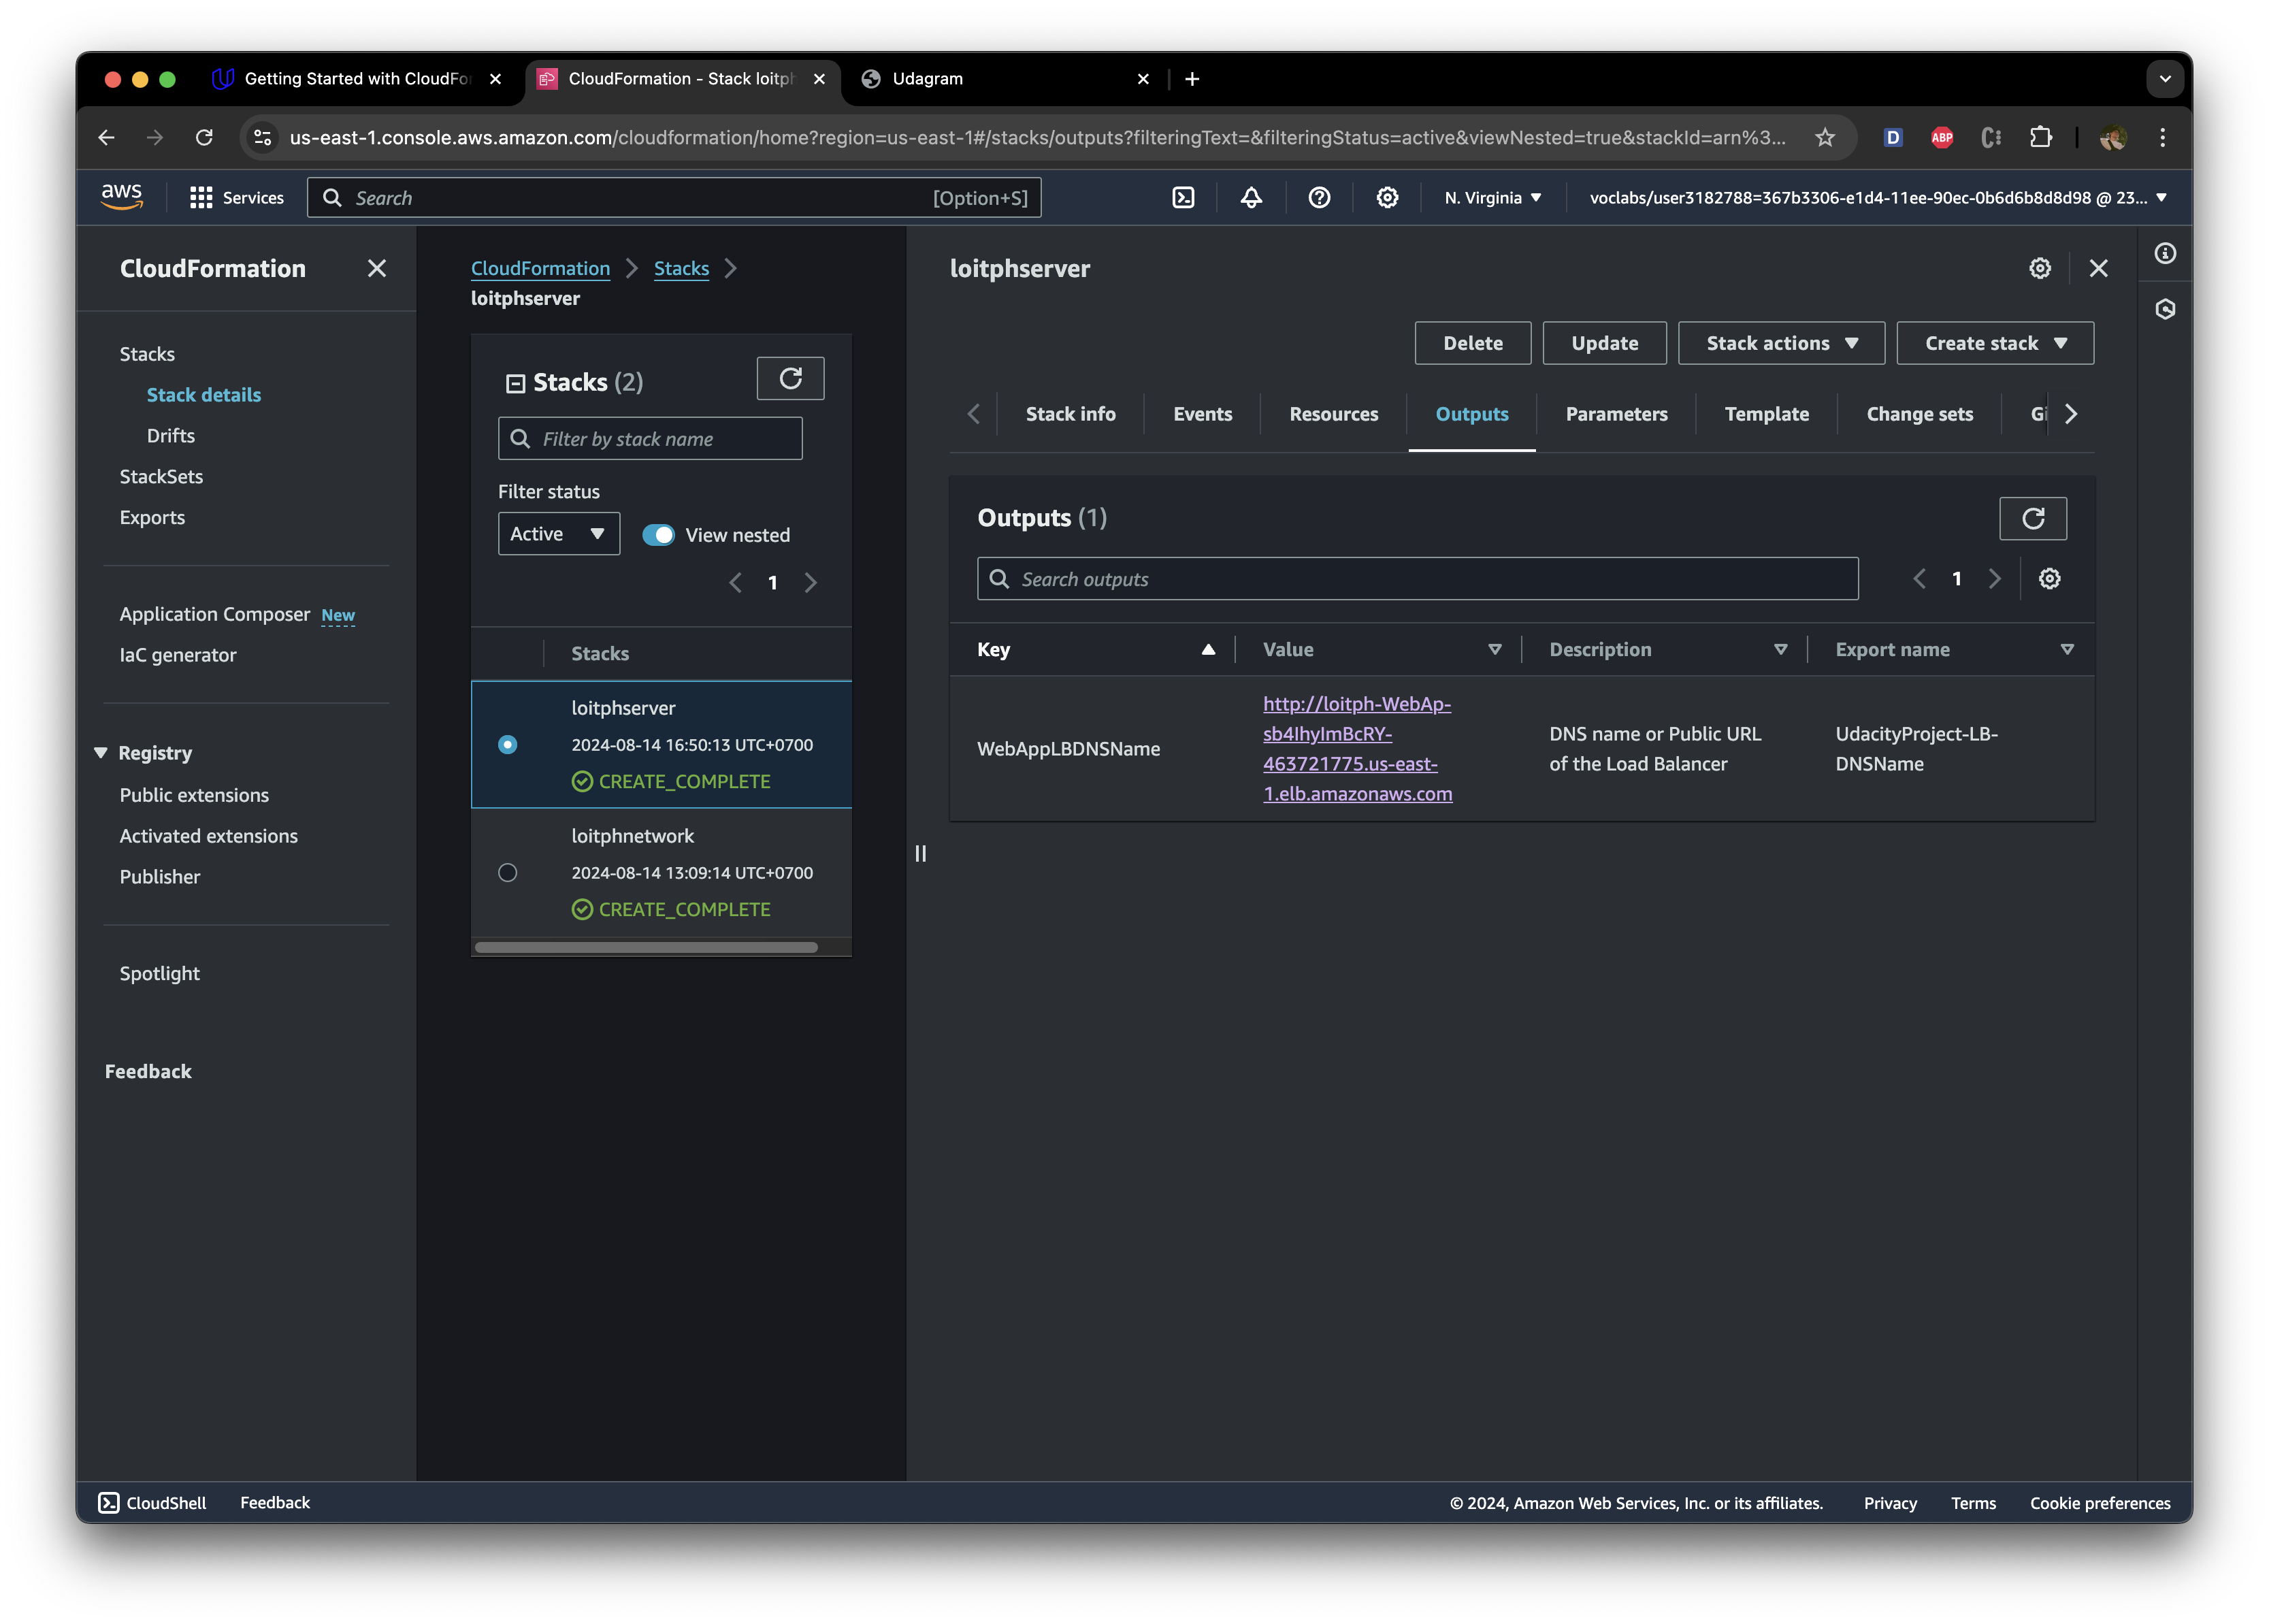 Getting Started with CloudFor
CloudFormation - Stack loitph
Udagram
us-east-1.console.aws.amazon.com/cloudformation/home?region=us-east-1#/stacks/outputs?filteringText=&filteringStatus=active&viewNested=true&stackId=arn%3...
D
ABP
aws
Services
Search
[Option+S]
N. Virginia
voclabs/user3182788=367b3306-e1d4-11ee-90ec-0b6d6b8d8d98 @ 23...
CloudFormation
Stacks
Stack details
Drifts
StackSets
Exports
Application Composer New
IaC generator
Registry
Public extensions
Activated extensions
Publisher
Spotlight
Feedback
CloudFormation
Stacks
loitphserver
Stacks (2)
Filter by stack name
Filter status
Active
View nested
1
Stacks
loitphserver
2024-08-14 16:50:13 UTC+0700
CREATE_COMPLETE
loitphnetwork
2024-08-14 13:09:14 UTC+0700
CREATE_COMPLETE
loitphserver
Delete
Update
Stack actions
Create stack
Stack info
Events
Resources
Outputs
Parameters
Template
Change sets
Gi
Outputs (1)
Search outputs
1
Key
Value
Description
Export name
WebAppLBDNSName
http://loitph-WebAp-
sb4IhyImBcRY-
463721775.us-east-
1.elb.amazonaws.com
DNS name or Public URL
of the Load Balancer
UdacityProject-LB-
DNSName
CloudShell
Feedback
© 2024, Amazon Web Services, Inc. or its affiliates.
Privacy
Terms
Cookie preferences